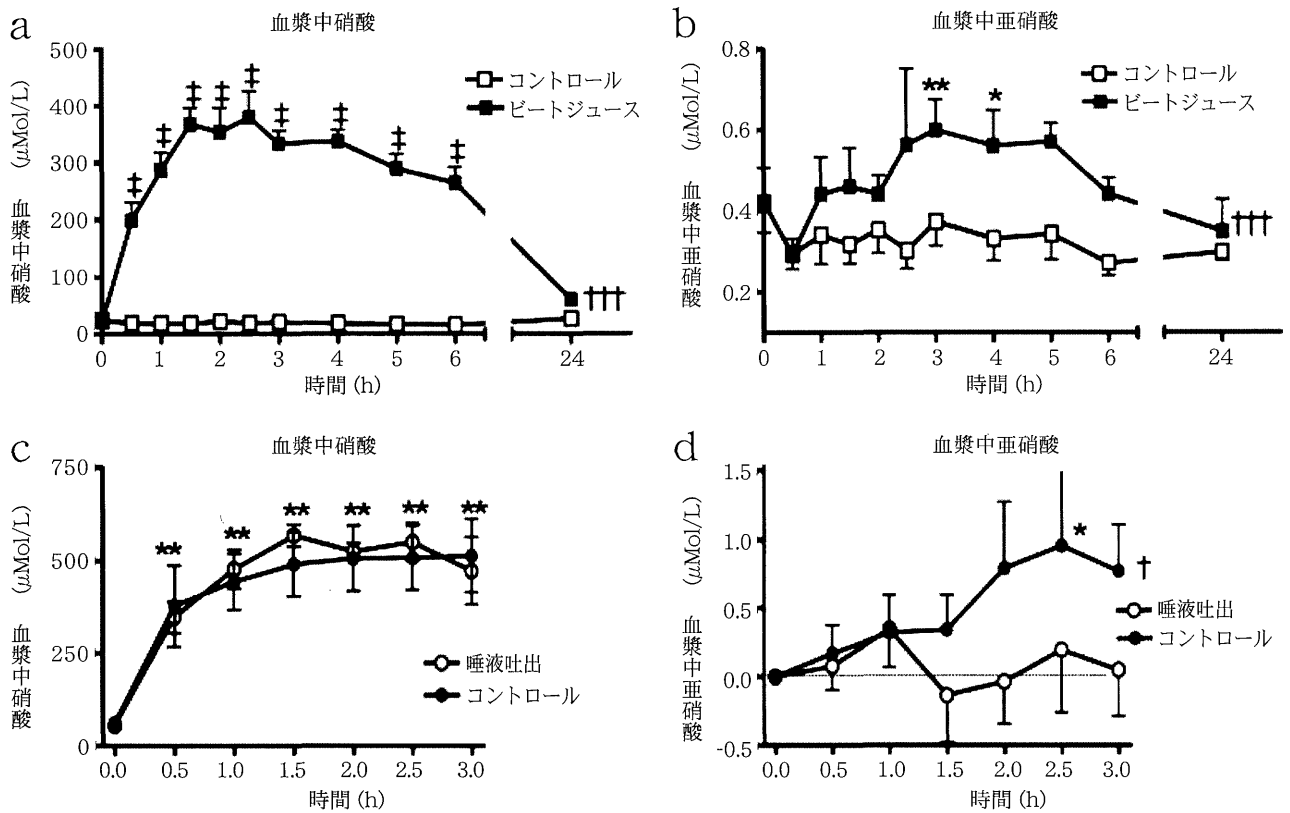 a
血漿中硝酸
500
400
300
200
100
0
血漿中硝酸 (μMol/L)
‡ ‡ ‡ ‡ ‡ ‡ ‡ ‡ ‡
†††
コントロール
ビートジュース
0 1 2 3 4 5 6 24
時間 (h)
b
血漿中亜硝酸
0.8
0.6
0.4
0.2
血漿中亜硝酸 (μMol/L)
** *
†††
コントロール
ビートジュース
0 1 2 3 4 5 6 24
時間 (h)
c
血漿中硝酸
750
500
250
0
血漿中硝酸 (μMol/L)
** ** ** ** ** **
唾液吐出
コントロール
0.0 0.5 1.0 1.5 2.0 2.5 3.0
時間 (h)
d
血漿中亜硝酸
1.5
1.0
0.5
0.0
-0.5
血漿中亜硝酸 (μMol/L)
*
†
唾液吐出
コントロール
0.0 0.5 1.0 1.5 2.0 2.5 3.0
時間 (h)